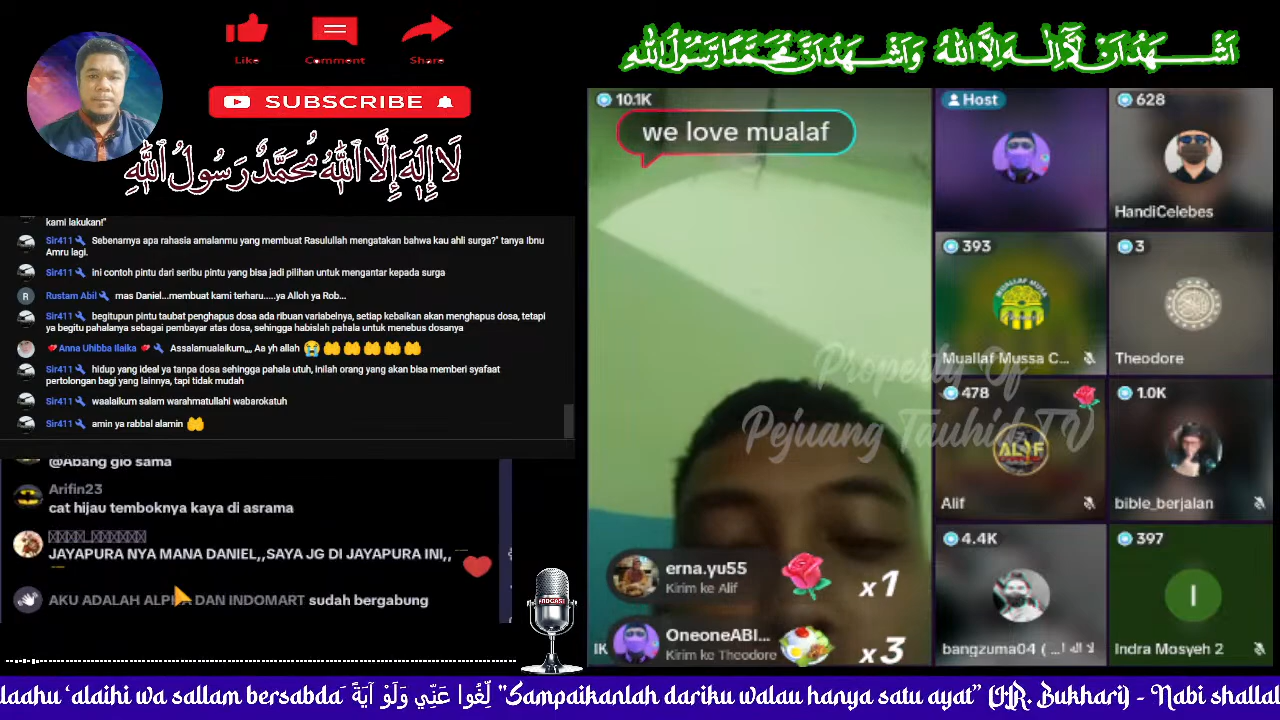 Like
Comment
Share
SUBSCRIBE
لَا إِلَهَ إِلَّا ٱللَّٰهُ مُحَمَّدٌ رَسُولُ ٱللَّٰهِ
kami lakukan!"
Sir411 Sebenarnya apa rahasia amalanmu yang membuat Rasulullah mengatakan bahwa kau ahli surga?" tanya Ibnu
Amru lagi.
Sir411 ini contoh pintu dari seribu pintu yang bisa jadi pilihan untuk mengantar kepada surga
R Rustam Abil mas Daniel...membuat kami terharu.....ya Alloh ya Rob...
Sir411 begitupun pintu taubat penghapus dosa ada ribuan variabelnya, setiap kebaikan akan menghapus dosa, tetapi
ya begitu pahalanya sebagai pembayar atas dosa, sehingga habislah pahala untuk menebus dosanya
Anna Uhibba Ilaika Assalamualaikum,,,, Aa yh allah 😭🤲🤲🤲🤲🤲
Sir411 hidup yang ideal ya tanpa dosa sehingga pahala utuh, inilah orang yang akan bisa memberi syafaat
pertolongan bagi yang lainnya, tapi tidak mudah
Sir411 waalaikum salam warahmatullahi wabarokatuh
Sir411 amin ya rabbal alamin 🤲
@Abang gio sama
Arifin23
cat hijau temboknya kaya di asrama
JAYAPURA NYA MANA DANIEL,,SAYA JG DI JAYAPURA INI,,
AKU ADALAH ALP DAN INDOMART sudah bergabung
PODCAST
أَشْهَدُ أَنْ لَآ إِلٰهَ إِلَّا اللهُ وَأَشْهَدُ أَنَّ مُحَمَّدًا رَّسُوْلُ اللهِ
10.1K
we love mualaf
Host
628
HandiCelebes
393
MUALLAF MUSA
Muallaf Mussa C...
3
Theodore
Property Of
Pejuang Tauhid TV
478
ALIF
Alif
1.0K
bible_berjalan
erna.yu55
Kirim ke Alif
x1
OneoneABI...
Kirim ke Theodore
x3
IK
4.4K
bangzuma04 ( ... لا اله ا
397
I
Indra Mosyeh 2
laahu 'alaihi wa sallam bersabda بَلِّغُوا عَنِّي وَلَوْ آيَةً "Sampaikanlah dariku walau hanya satu ayat" (HR. Bukhari) - Nabi shallal